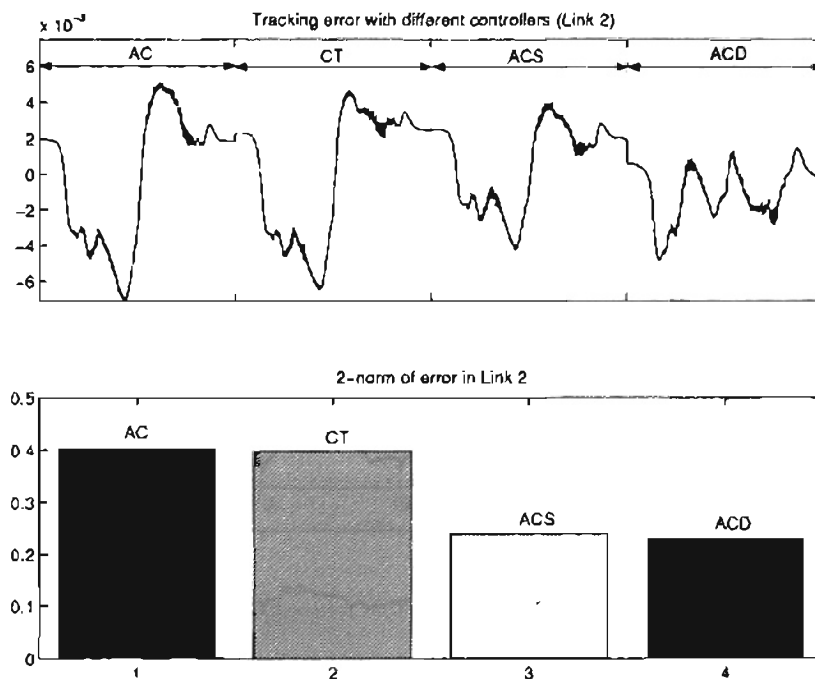 × 10⁻³
Tracking error with different controllers (Link 2)
AC CT ACS ACD
6
4
2
0
-2
-4
-6
2-norm of error in Link 2
0.5
0.4
0.3
0.2
0.1
0
AC
CT
ACS
ACD
1 2 3 4